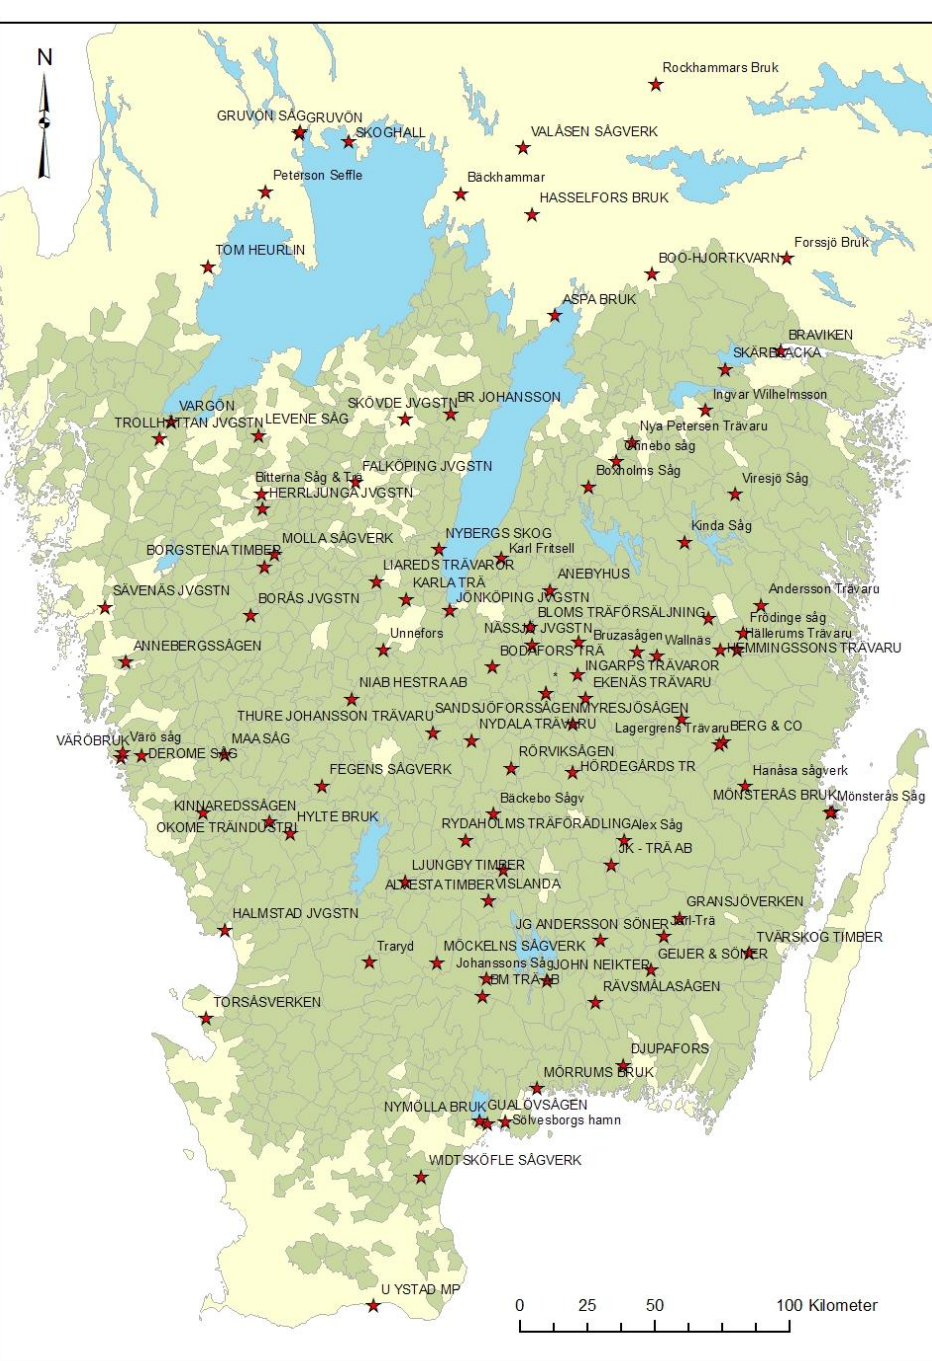 N
Rockhammars Bruk
GRUVÖN SÅG
GRUVÖN
SKOGHALL
VALÅSEN SÅGVERK
Peterson Seffle
Bäckhammar
HASSELFORS BRUK
TOM HEURLIN
BOO-HJORTKVARN
Forssjö Bruk
ASPA BRUK
BRAVIKEN
SKÄRBLACKA
Ingvar Wilhelmsson
SKÖVDE JVGSTN
BR JOHANSSON
VARGÖN
TROLLHÄTTAN JVGSTN
LEVENE SÅG
Nya Petersen Trävaru
Onnebo såg
Boxholms Såg
FALKÖPING JVGSTN
Bitterna Såg & Trä
HERRLJUNGA JVGSTN
Viresjö Såg
Kinda Såg
NYBERGS SKOG
MOLLA SÅGVERK
BORGSTENA TIMBER
Karl Fritsell
LIAREDS TRÄVAROR
ANEBYHUS
KARLA TRÄ
SÄVENÄS JVGSTN
BORÅS JVGSTN
JÖNKÖPING JVGSTN
Andersson Trävaru
BLOMS TRÄFÖRSÄLJNING
Frödinge såg
NÄSSJÖ JVGSTN
Bruzasågen
Hällerums Trävaru
Unnefors
Wallnäs
HEMMINGSSONS TRÄVARU
ANNEBERGSSÅGEN
BODAFORS TRÄ
INGARPS TRÄVAROR
*
EKENÄS TRÄVARU
NIAB HESTRA AB
SANDSJÖFORSSÅGEN
MYRESJÖSÅGEN
THURE JOHANSSON TRÄVARU
NYDALA TRÄVARU
Lagergrens Trävaru
BERG & CO
VÄRÖBRUK
Värö såg
DEROME SÅG
MAA SÅG
RÖRVIKSÅGEN
HÖRDEGÅRDS TR
FEGENS SÅGVERK
Hanåsa sågverk
MÖNSTERÅS BRUK
Mönsterås Såg
KINNAREDSSÅGEN
Bäckebo Sågv
OKOME TRÄINDUSTRI
HYLTE BRUK
RYDAHOLMS TRÄFÖRÄDLING
Alex Såg
JK - TRÄ AB
LJUNGBY TIMBER
ALVESTA TIMBER
VISLANDA
HALMSTAD JVGSTN
GRANSJÖVERKEN
JG ANDERSSON SÖNER
Jarl-Trä
TVÄRSKOG TIMBER
Traryd
MÖCKELNS SÅGVERK
GEIJER & SÖNER
Johanssons Såg
JOHN NEIKTER
BM TRÄ AB
RÄVSMÅLASÅGEN
TORSÅSVERKEN
DJUPAFORS
MÖRRUMS BRUK
NYMÖLLA BRUK
GUALÖVSÅGEN
Sölvesborgs hamn
WIDTSKÖFLE SÅGVERK
U YSTAD MP
0 25 50 100 Kilometer